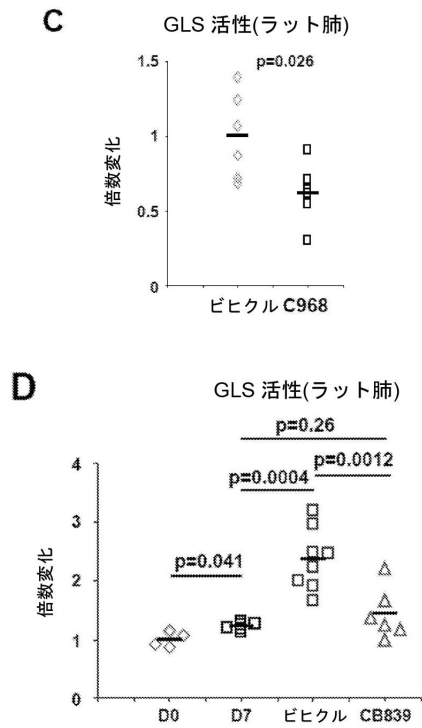 C
GLS 活性(ラット肺)
p=0.026
1.5
1
0.5
0
倍数変化
ビヒクル C968
D
GLS 活性(ラット肺)
p=0.26
p=0.0004 p=0.0012
p=0.041
4
3
2
1
0
倍数変化
D0 D7 ビヒクル CB839